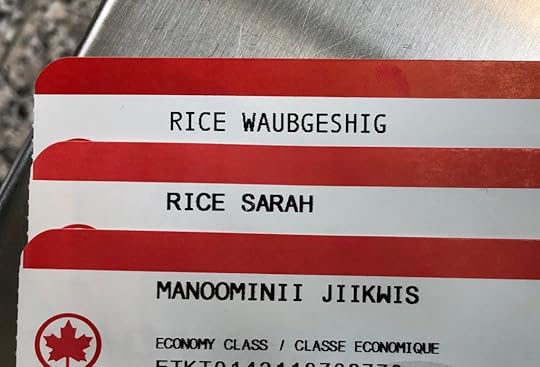 RICE WAUBGESHIG
RICE SARAH
MANOOMINII JIIKWIS
ECONOMY CLASS / CLASSE ECONOMIQUE